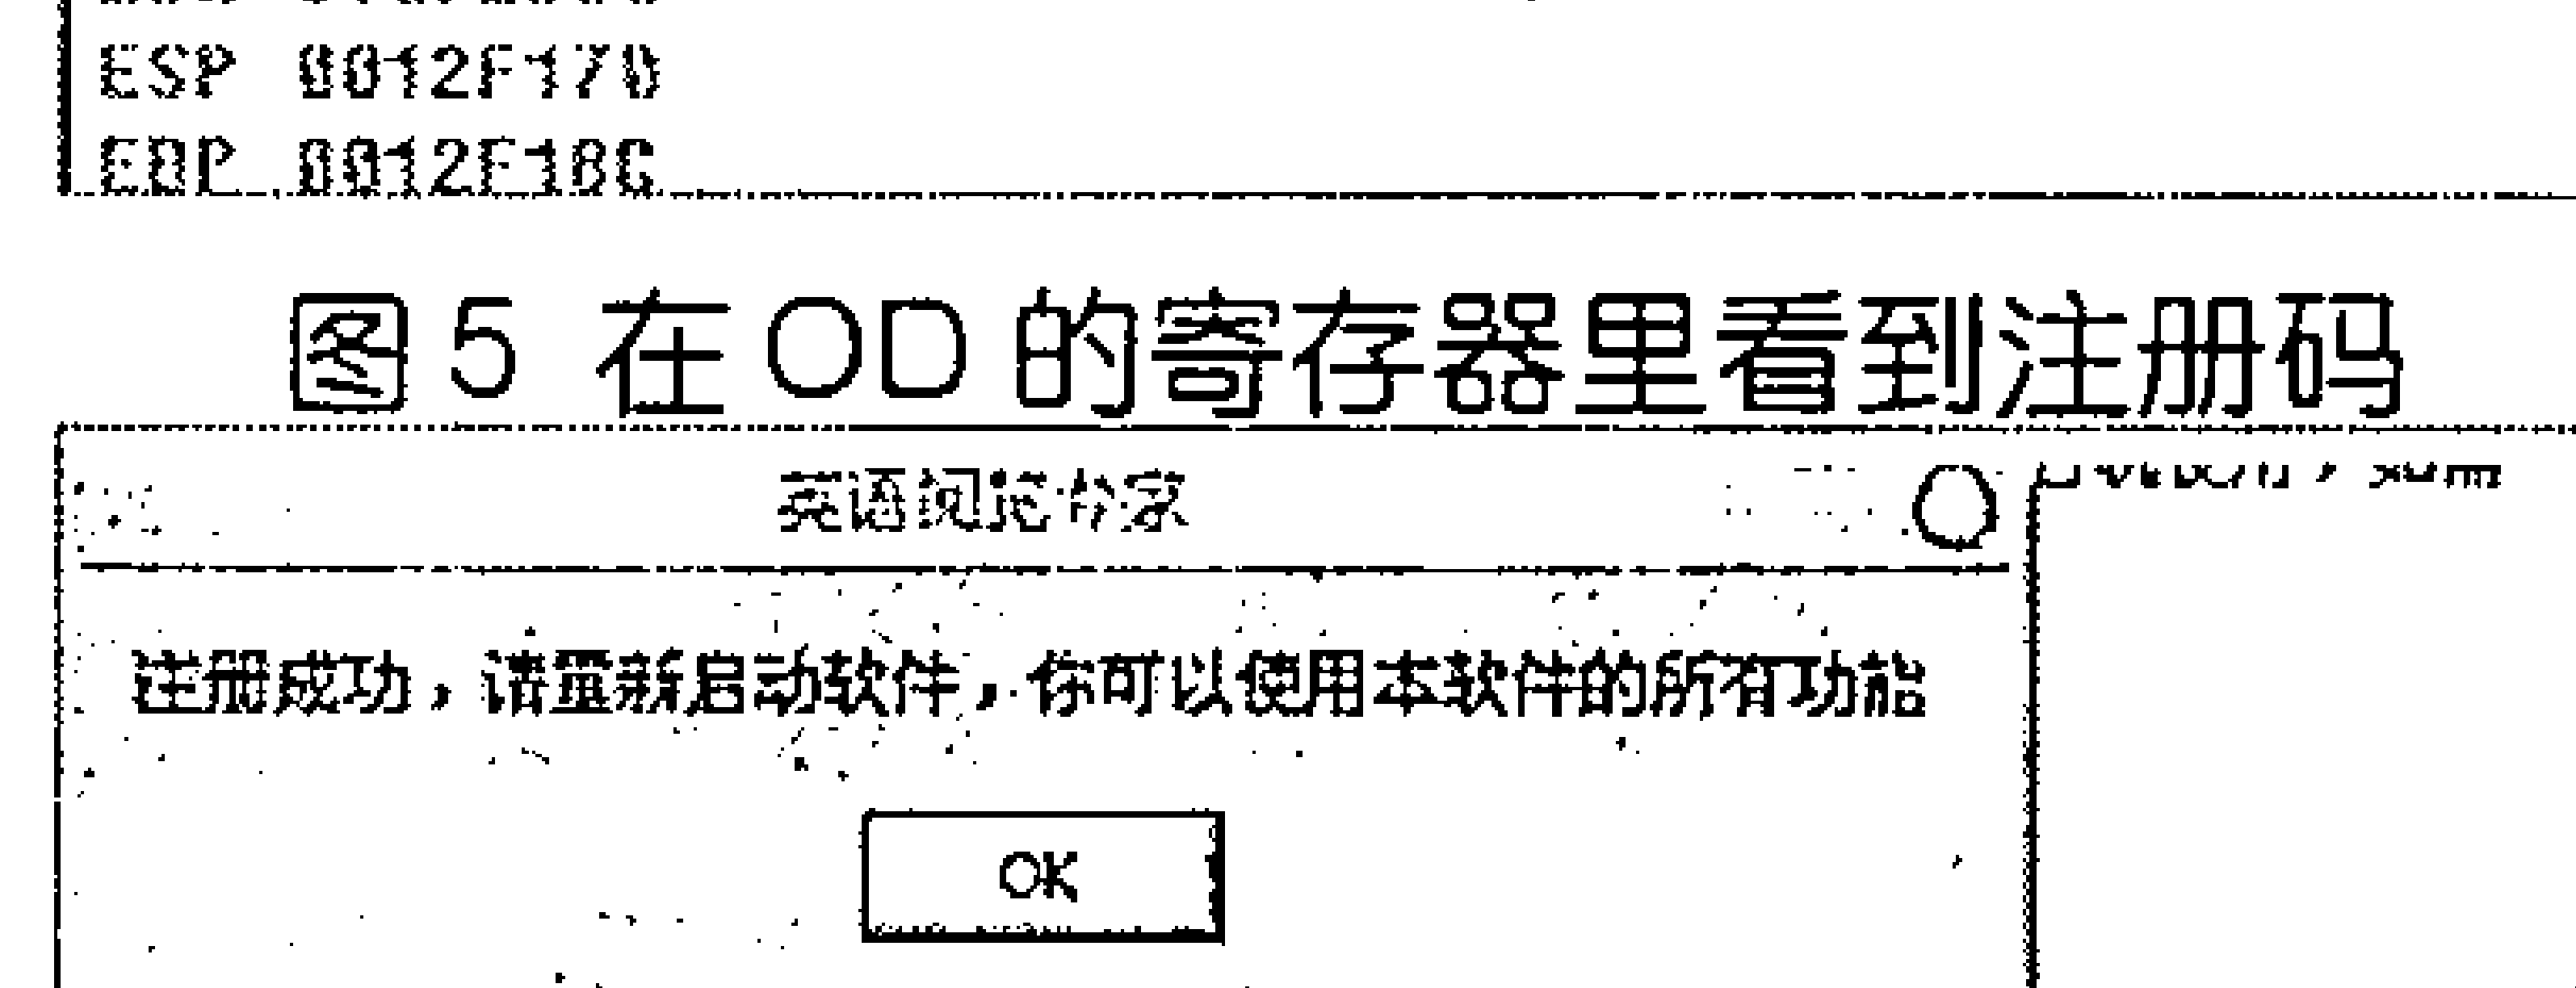 ESP 0012F170
EBP 0012F18C
图5 在OD的寄存器里看到注册码
英语阅览专家
注册成功，请重新启动软件，你可以使用本软件的所有功能
OK